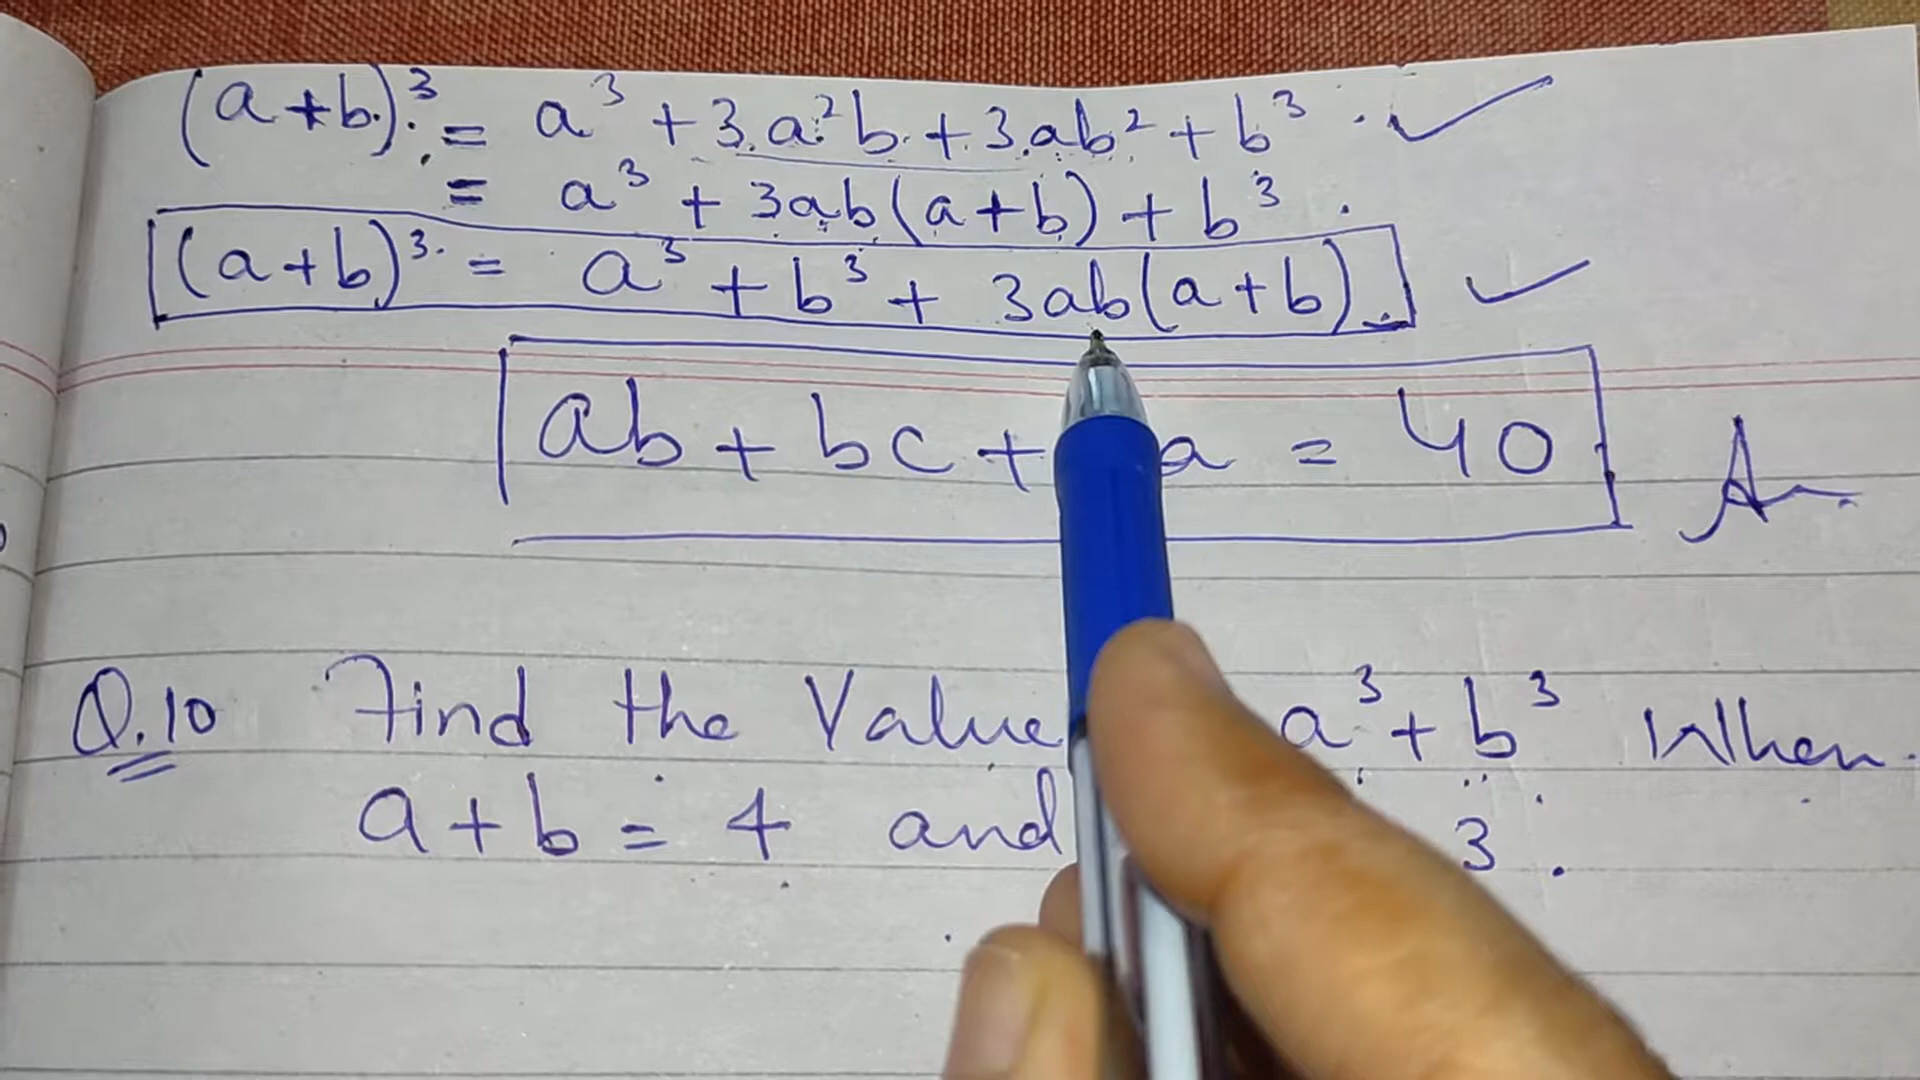 (a+b)³ = a³ + 3a²b + 3ab² + b³
= a³ + 3ab(a+b) + b³
(a+b)³ = a³ + b³ + 3ab(a+b)
ab + bc + a = 40
Q.10 Find the Value a³ + b³ When
a + b = 4 and 3.